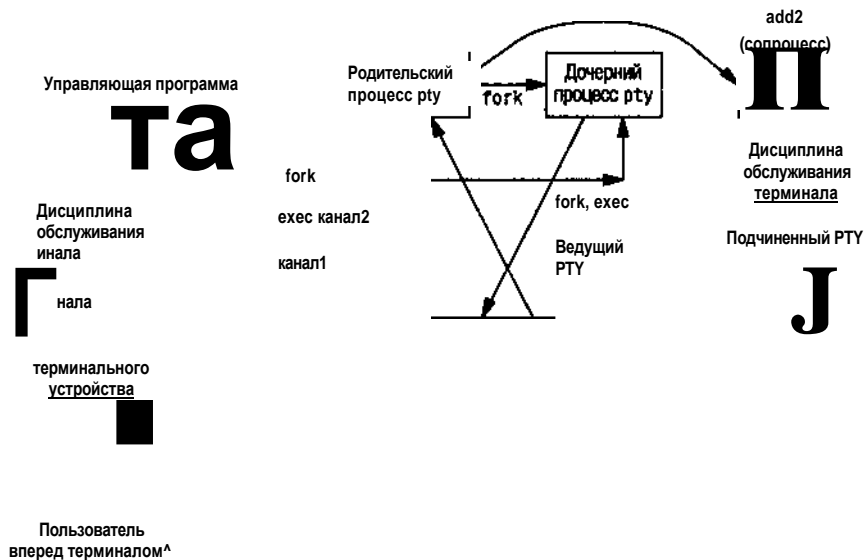 add2
(сопроцесс)
Управляющая программа
та
Родительский
процесс pty
fork
Дочерний
процесс pty
П
fork
exec канал2
канал1
fork, exec
Ведущий
PTY
Дисциплина
обслуживания
терминала
Подчиненный PTY
J
Дисциплина
обслуживания
инала
Г
нала
терминального
устройства
Пользователь
вперед терминалом^